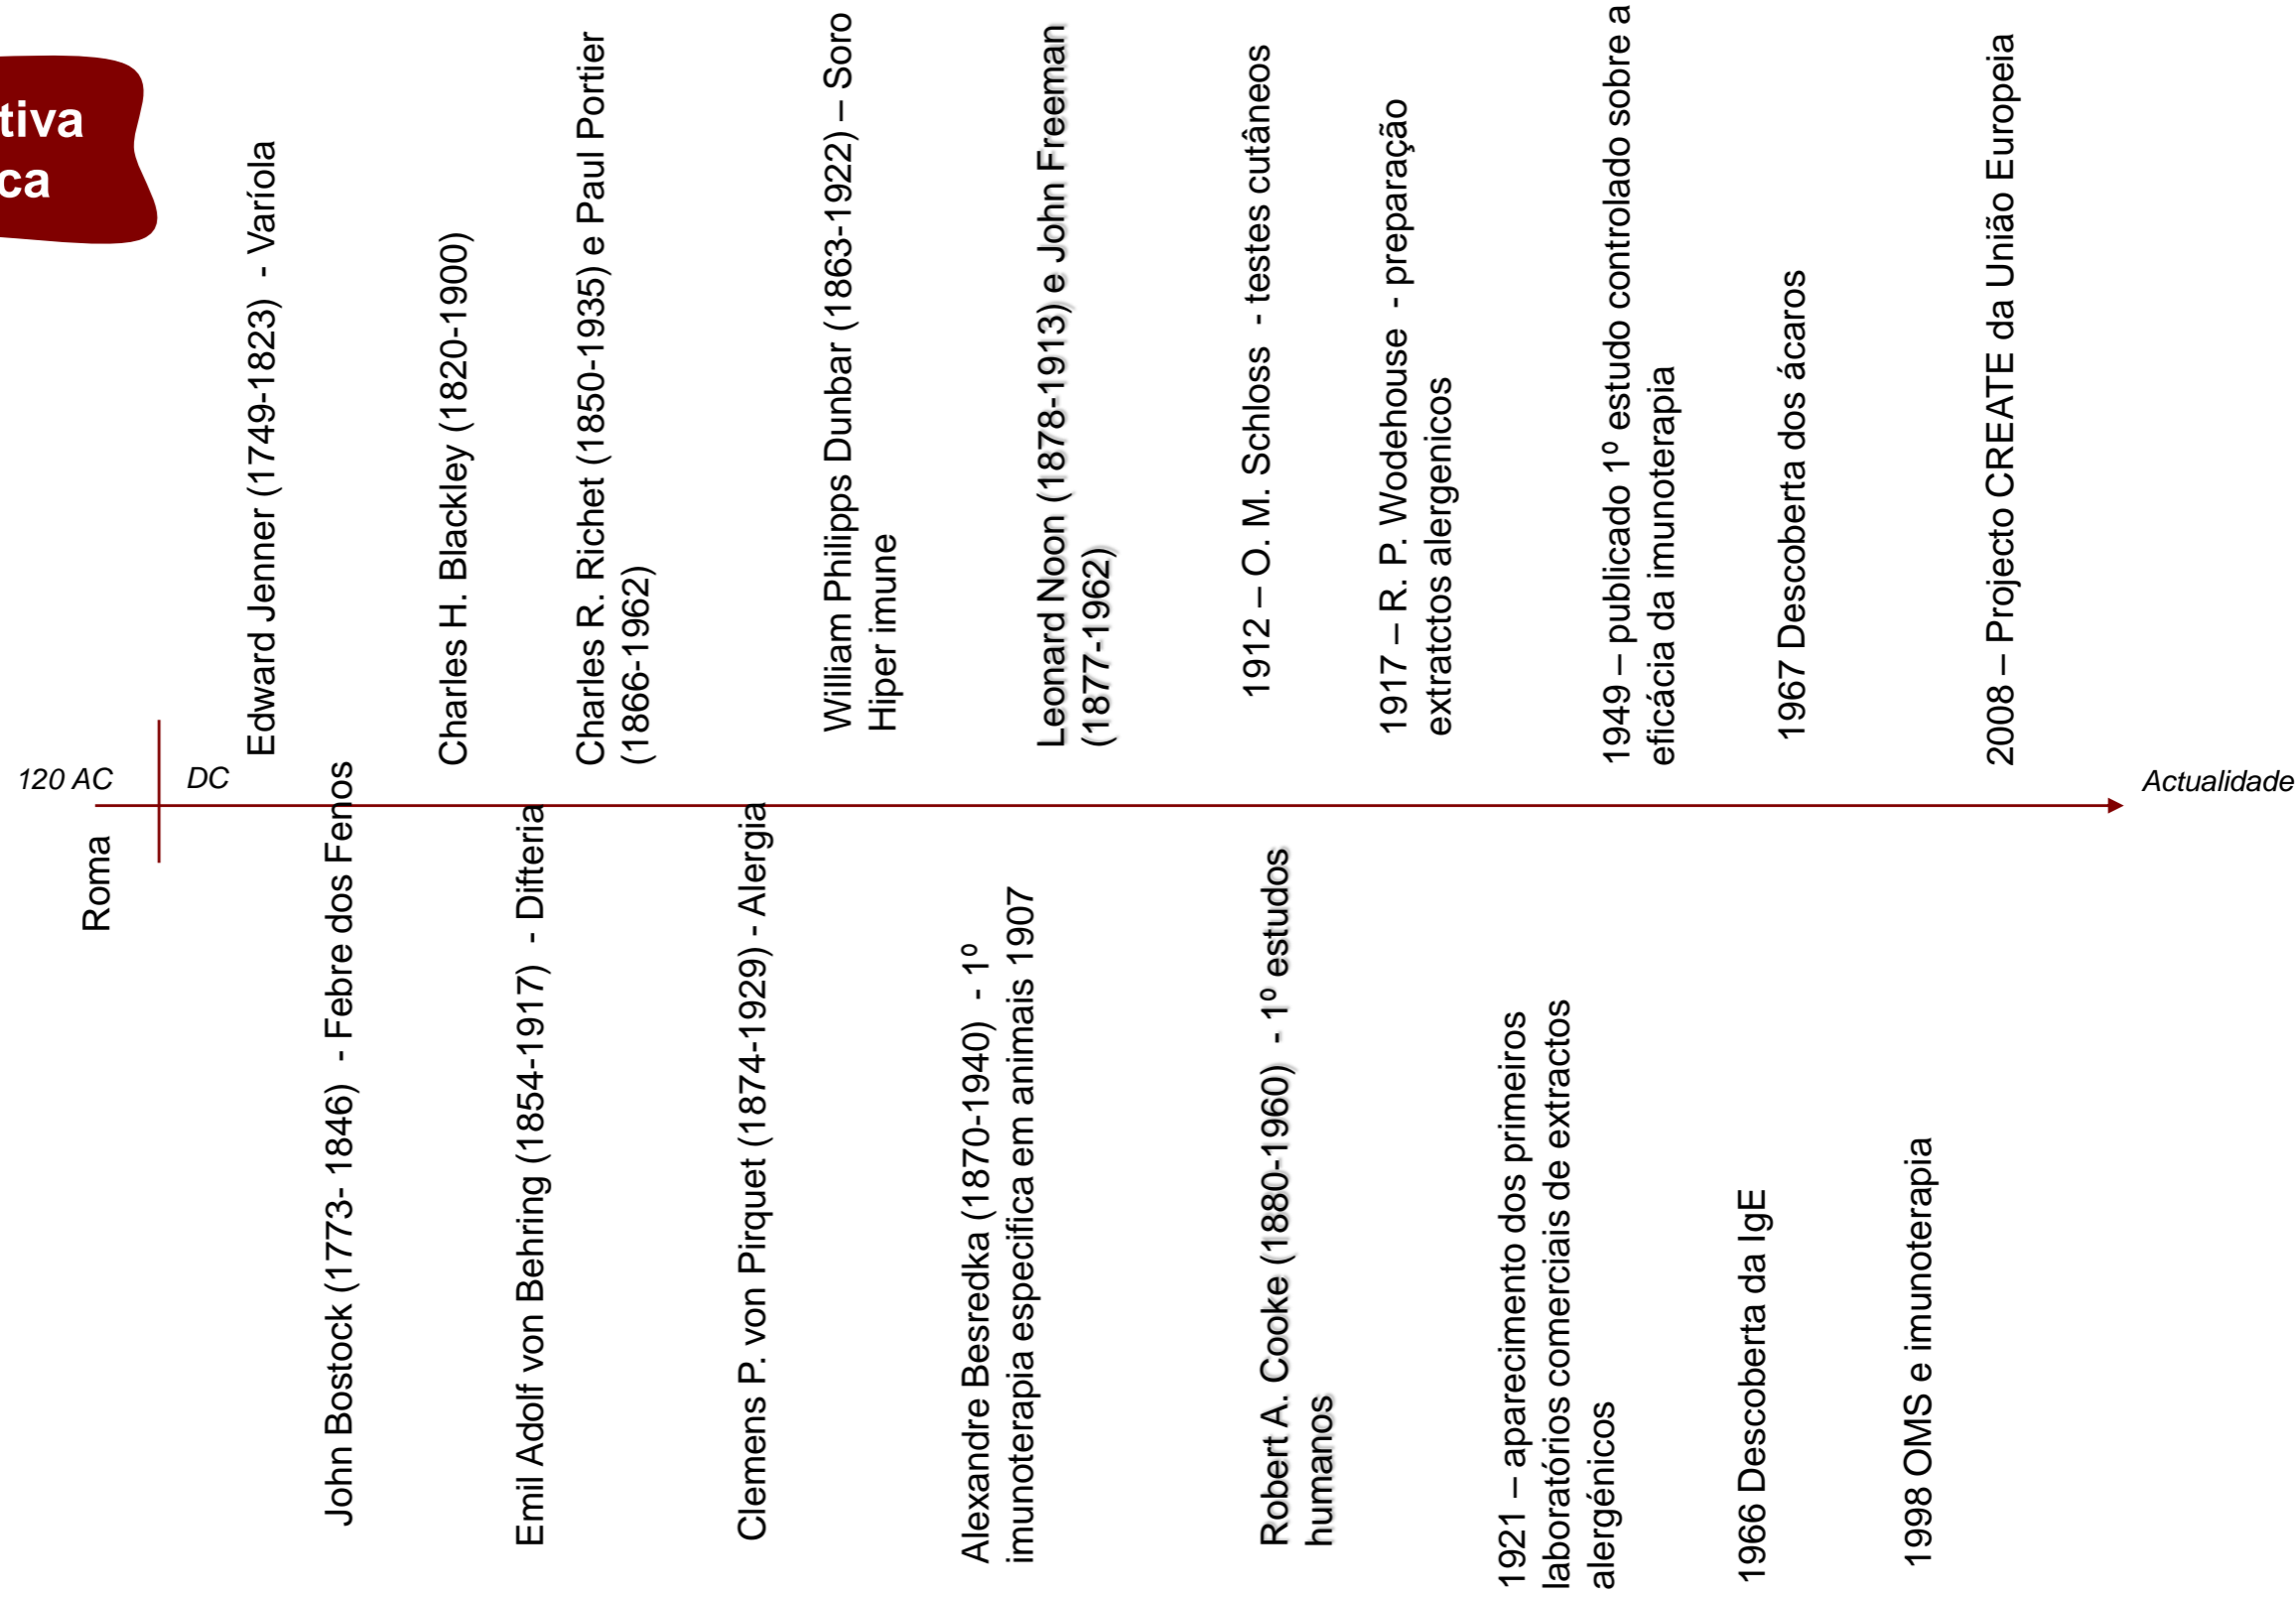 tiva
ca
Edward Jenner (1749-1823) - Varíola
Charles H. Blackley (1820-1900)
Charles R. Richet (1850-1935) e Paul Portier
(1866-1962)
William Philipps Dunbar (1863-1922) – Soro
Hiper imune
Leonard Noon (1878-1913) e John Freeman
(1877-1962)
1912 – O. M. Schloss - testes cutâneos
1917 – R. P. Wodehouse - preparação
extratctos alergenicos
1949 – publicado 1º estudo controlado sobre a
eficácia da imunoterapia
1967 Descoberta dos ácaros
2008 – Projecto CREATE da União Europeia
120 AC
DC
Actualidade
Roma
John Bostock (1773- 1846) - Febre dos Fenos
Emil Adolf von Behring (1854-1917) - Difteria
Clemens P. von Pirquet (1874-1929) - Alergia
Alexandre Besredka (1870-1940) - 1º
imunoterapia especifica em animais 1907
Robert A. Cooke (1880-1960) - 1º estudos
humanos
1921 – aparecimento dos primeiros
laboratórios comerciais de extractos
alergénicos
1966 Descoberta da IgE
1998 OMS e imunoterapia